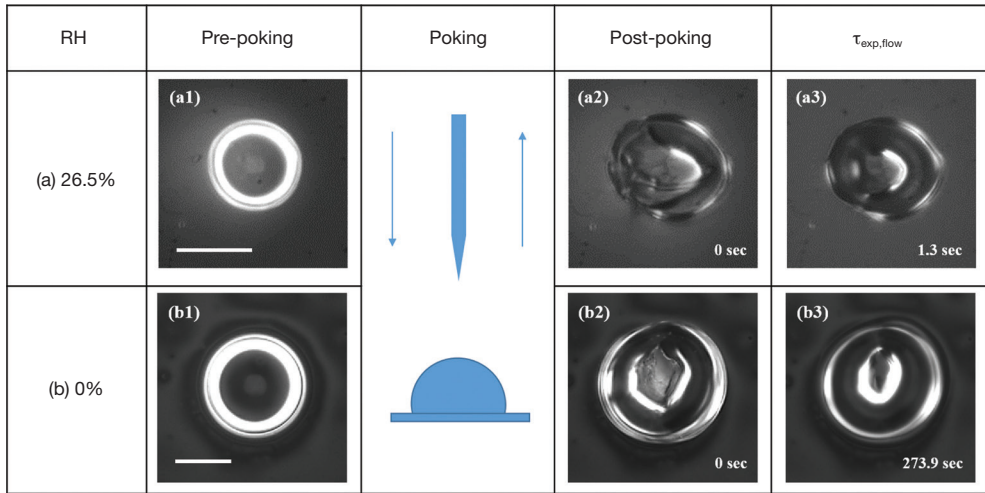 RH Pre-poking Poking Post-poking τexp,flow
(a) 26.5%
(a1)
(a2)
0 sec
(a3)
1.3 sec
(b) 0%
(b1)
(b2)
0 sec
(b3)
273.9 sec